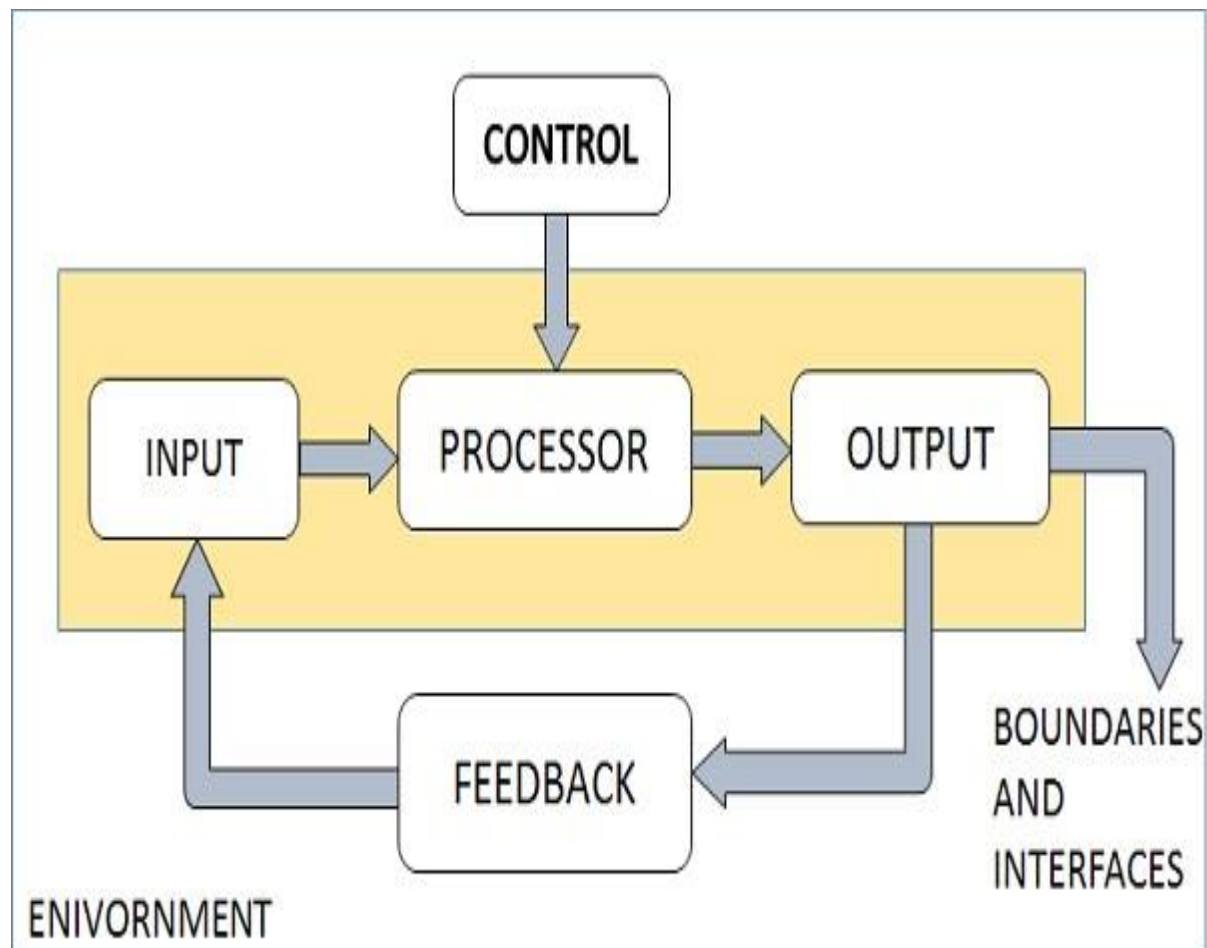 CONTROL
INPUT
PROCESSOR
OUTPUT
FEEDBACK
BOUNDARIES
AND
INTERFACES
ENIVORNMENT